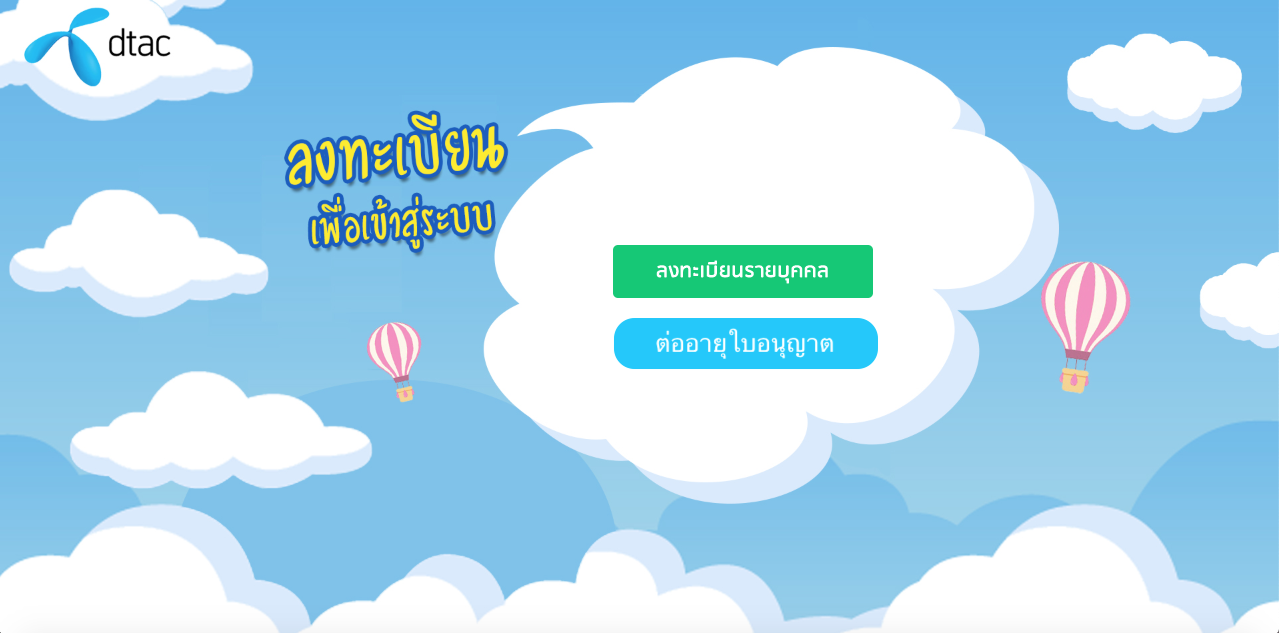 dtac
ลงทะเบียน
เพื่อเข้าสู่ระบบ
ลงทะเบียนรายบุคคล
ต่ออายุใบอนุญาต